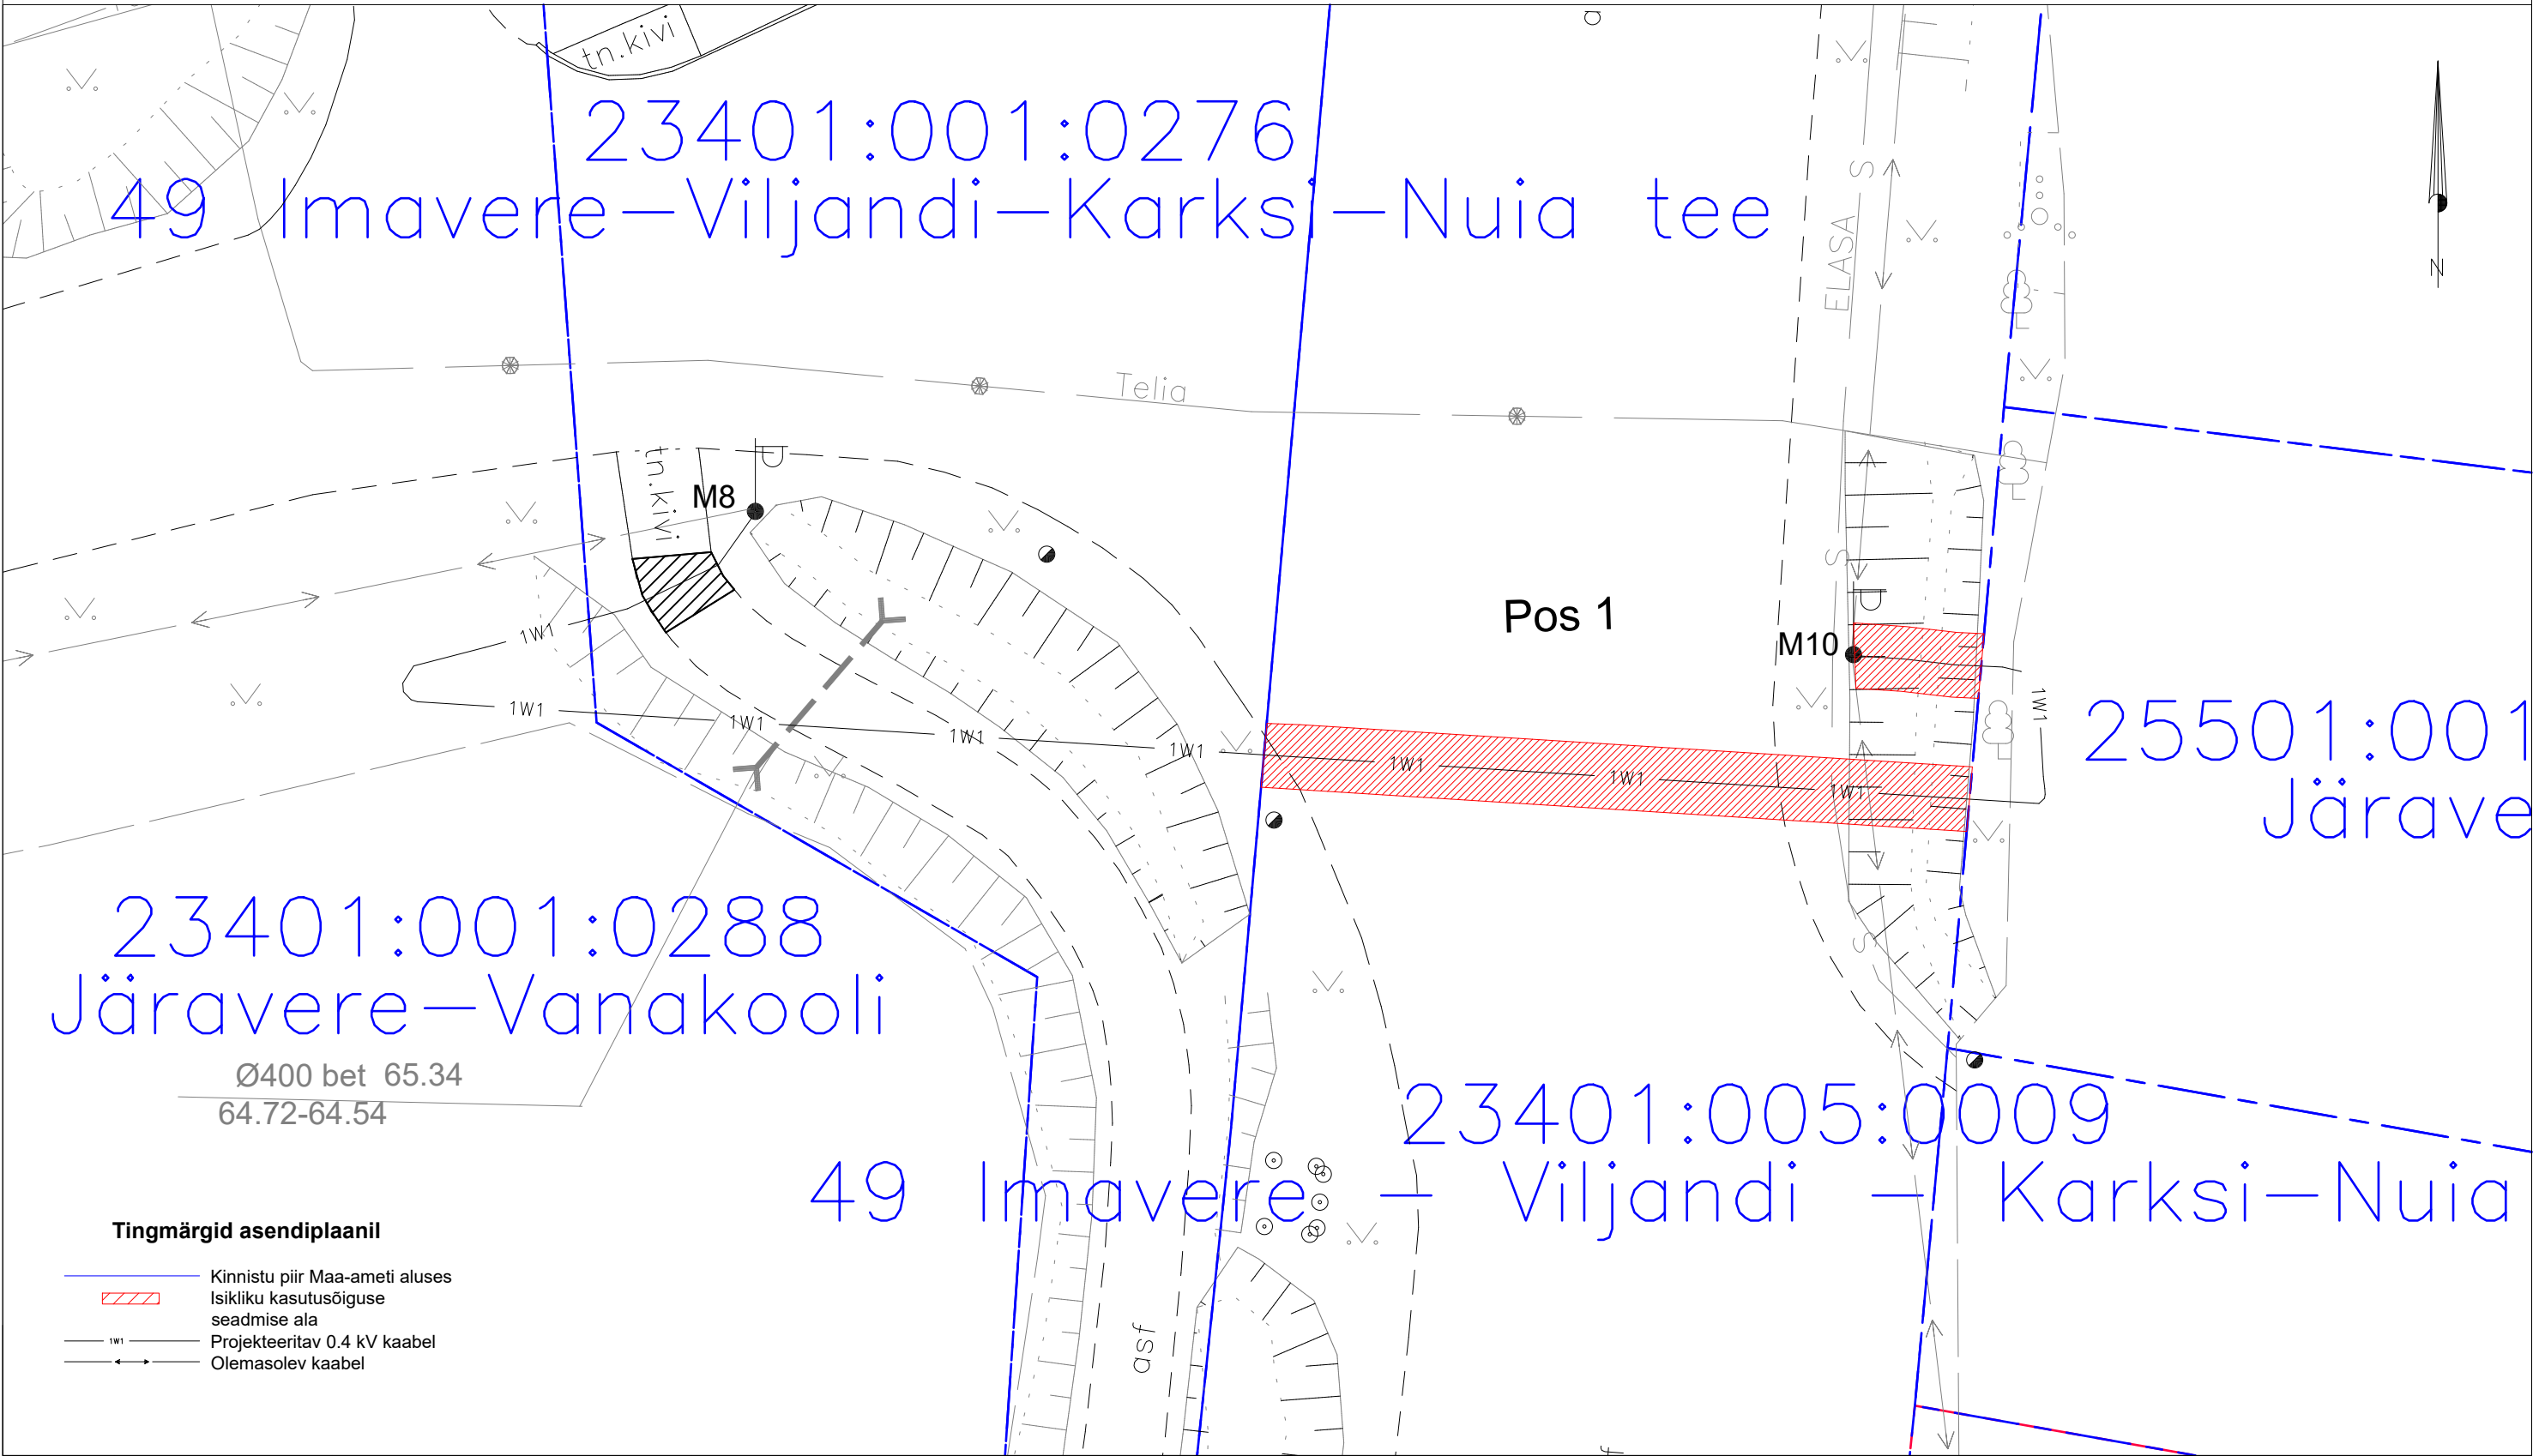 tn.kivi
23401:001:0276
49 Imavere-Viljandi-Karksi-Nuia tee
ELASA
S
N
Telia
tn.kivi
M8
S
Pos 1
M10
1W1
1W1
1W1
1W1
1W1
1W1
1W1
1W1
1W1
1W1
25501:001
Järave
23401:001:0288
Järavere-Vanakooli
S
Ø400 bet 65.34
64.72-64.54
23401:005:0009
49 Imavere - Viljandi - Karksi-Nuia
asf
Tingmärgid asendiplaanil
Kinnistu piir Maa-ameti aluses
Isikliku kasutusõiguse
seadmise ala
1W1 Projekteeritav 0.4 kV kaabel
Olemasolev kaabel